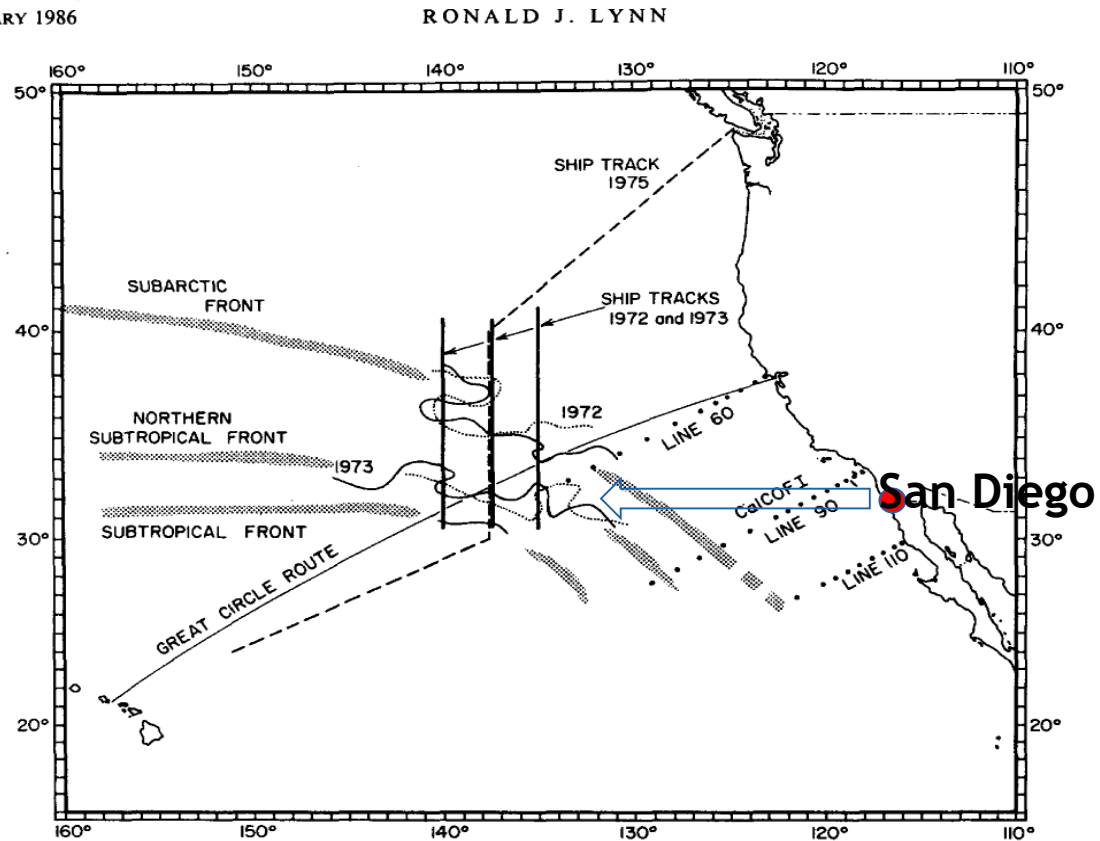 ARY 1986
RONALD J. LYNN
160° 150° 140° 130° 120° 110°
50° 50°
SHIP TRACK
1975
SUBARCTIC
FRONT
SHIP TRACKS
1972 and 1973
40° 40°
NORTHERN
SUBTROPICAL FRONT
1972
LINE 60
1973
CalCOFI
LINE 90
San Diego
SUBTROPICAL FRONT
30° 30°
LINE 110
GREAT CIRCLE ROUTE
20° 20°
160° 150° 140° 130° 120° 110°